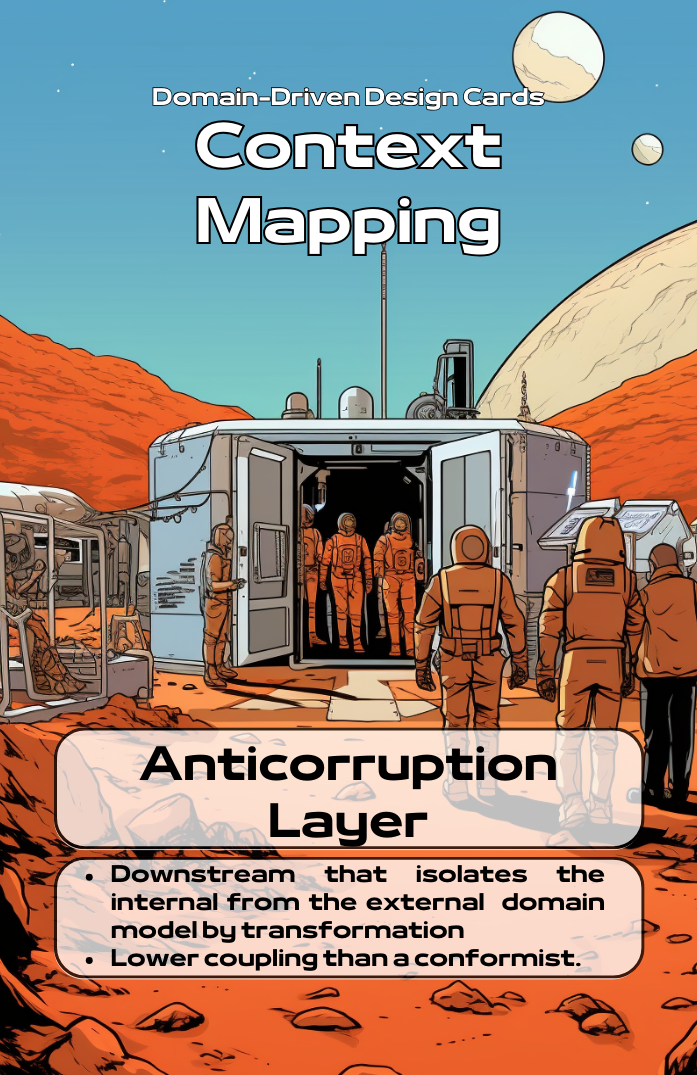 Domain-Driven Design Cards
Context
Mapping
Anticorruption
Layer
• Downstream that isolates the
internal from the external domain
model by transformation
• Lower coupling than a conformist.